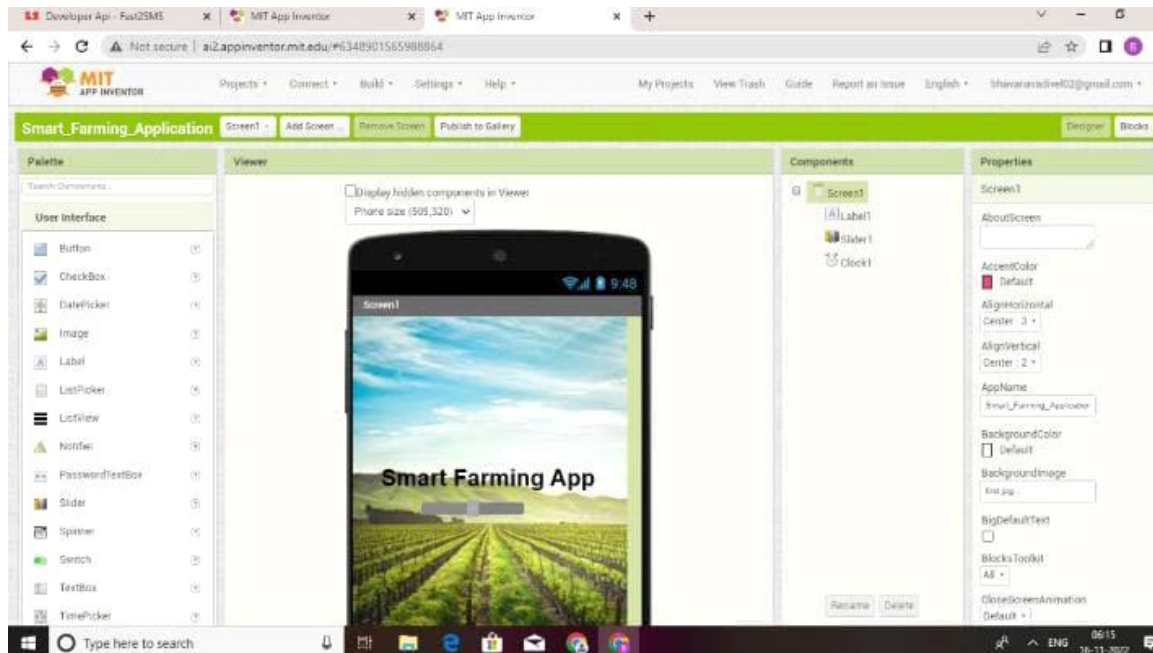 Developer Api - Fast2SMS
MIT App Inventor
MIT App Inventor
Not secure | ai2.appinventor.mit.edu/#6348901565988864
MIT
APP INVENTOR
Projects
Connect
Build
Settings
Help
My Projects
View Trash
Guide
Report an Issue
English
Smart_Farming_Application
Screen1
Add Screen ...
Remove Screen
Publish to Gallery
Designer
Blocks
Palette
Viewer
Components
Properties
Search Components...
User Interface
Button
CheckBox
DatePicker
Image
Label
ListPicker
ListView
Notifier
PasswordTextBox
Slider
Spinner
Switch
TextBox
TimePicker
Display hidden components in Viewer
Phone size (505,320)
9:48
Screen1
Smart Farming App
Screen1
Label1
Slider1
Clock1
Rename
Delete
Screen1
AboutScreen
AccentColor
Default
AlignHorizontal
Center : 3
AlignVertical
Center : 2
AppName
Smart_Farming_Application
BackgroundColor
Default
BackgroundImage
BigDefaultText
BlocksToolkit
All
CloseScreenAnimation
Default
Type here to search
ENG
06:15
16-11-2022